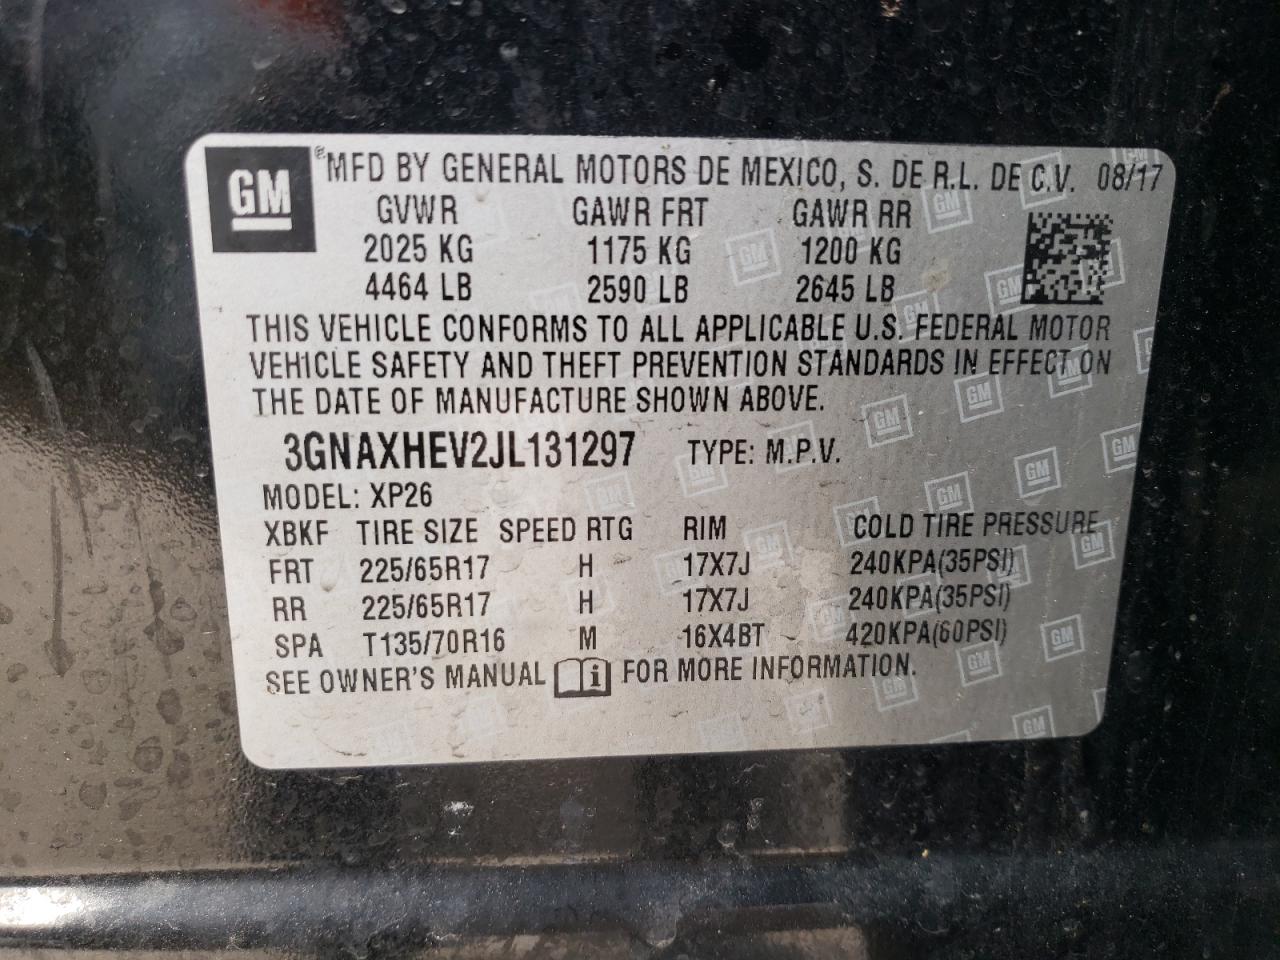 GM ®MFD BY GENERAL MOTORS DE MEXICO, S. DE R.L. DE C.V. 08/17
GVWR GAWR FRT GAWR RR
2025 KG 1175 KG 1200 KG
4464 LB 2590 LB 2645 LB
THIS VEHICLE CONFORMS TO ALL APPLICABLE U.S. FEDERAL MOTOR
VEHICLE SAFETY AND THEFT PREVENTION STANDARDS IN EFFECT ON
THE DATE OF MANUFACTURE SHOWN ABOVE.
3GNAXHEV2JL131297 TYPE: M.P.V.
MODEL: XP26
XBKF TIRE SIZE SPEED RTG RIM COLD TIRE PRESSURE
FRT 225/65R17 H 17X7J 240KPA(35PSI)
RR 225/65R17 H 17X7J 240KPA(35PSI)
SPA T135/70R16 M 16X4BT 420KPA(60PSI)
SEE OWNER'S MANUAL i FOR MORE INFORMATION.